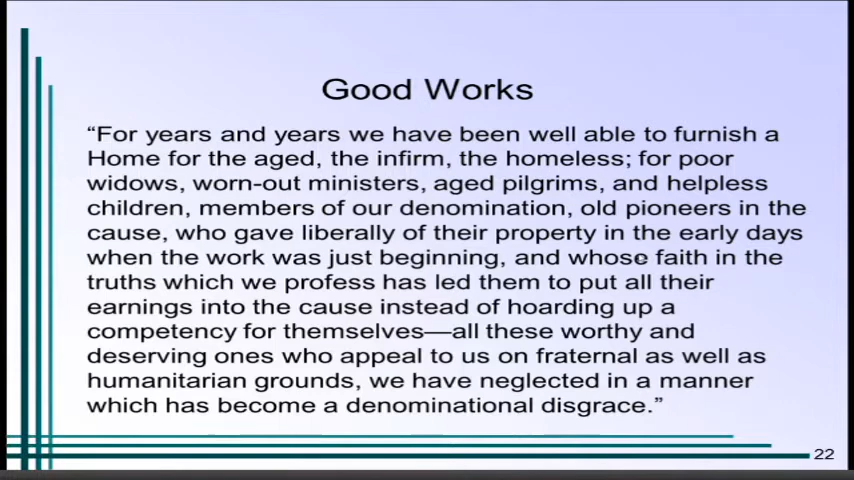 Good Works
“For years and years we have been well able to furnish a
Home for the aged, the infirm, the homeless; for poor
widows, worn-out ministers, aged pilgrims, and helpless
children, members of our denomination, old pioneers in the
cause, who gave liberally of their property in the early days
when the work was just beginning, and whose faith in the
truths which we profess has led them to put all their
earnings into the cause instead of hoarding up a
competency for themselves—all these worthy and
deserving ones who appeal to us on fraternal as well as
humanitarian grounds, we have neglected in a manner
which has become a denominational disgrace.”
22